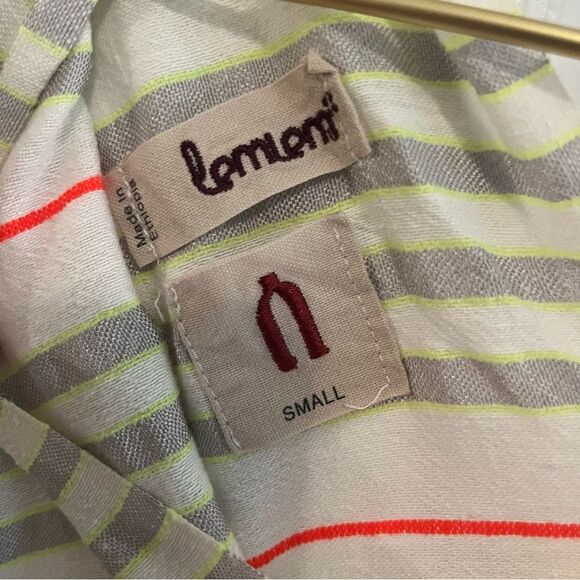 lemlem
Made in
Ethiopia
ለ
SMALL